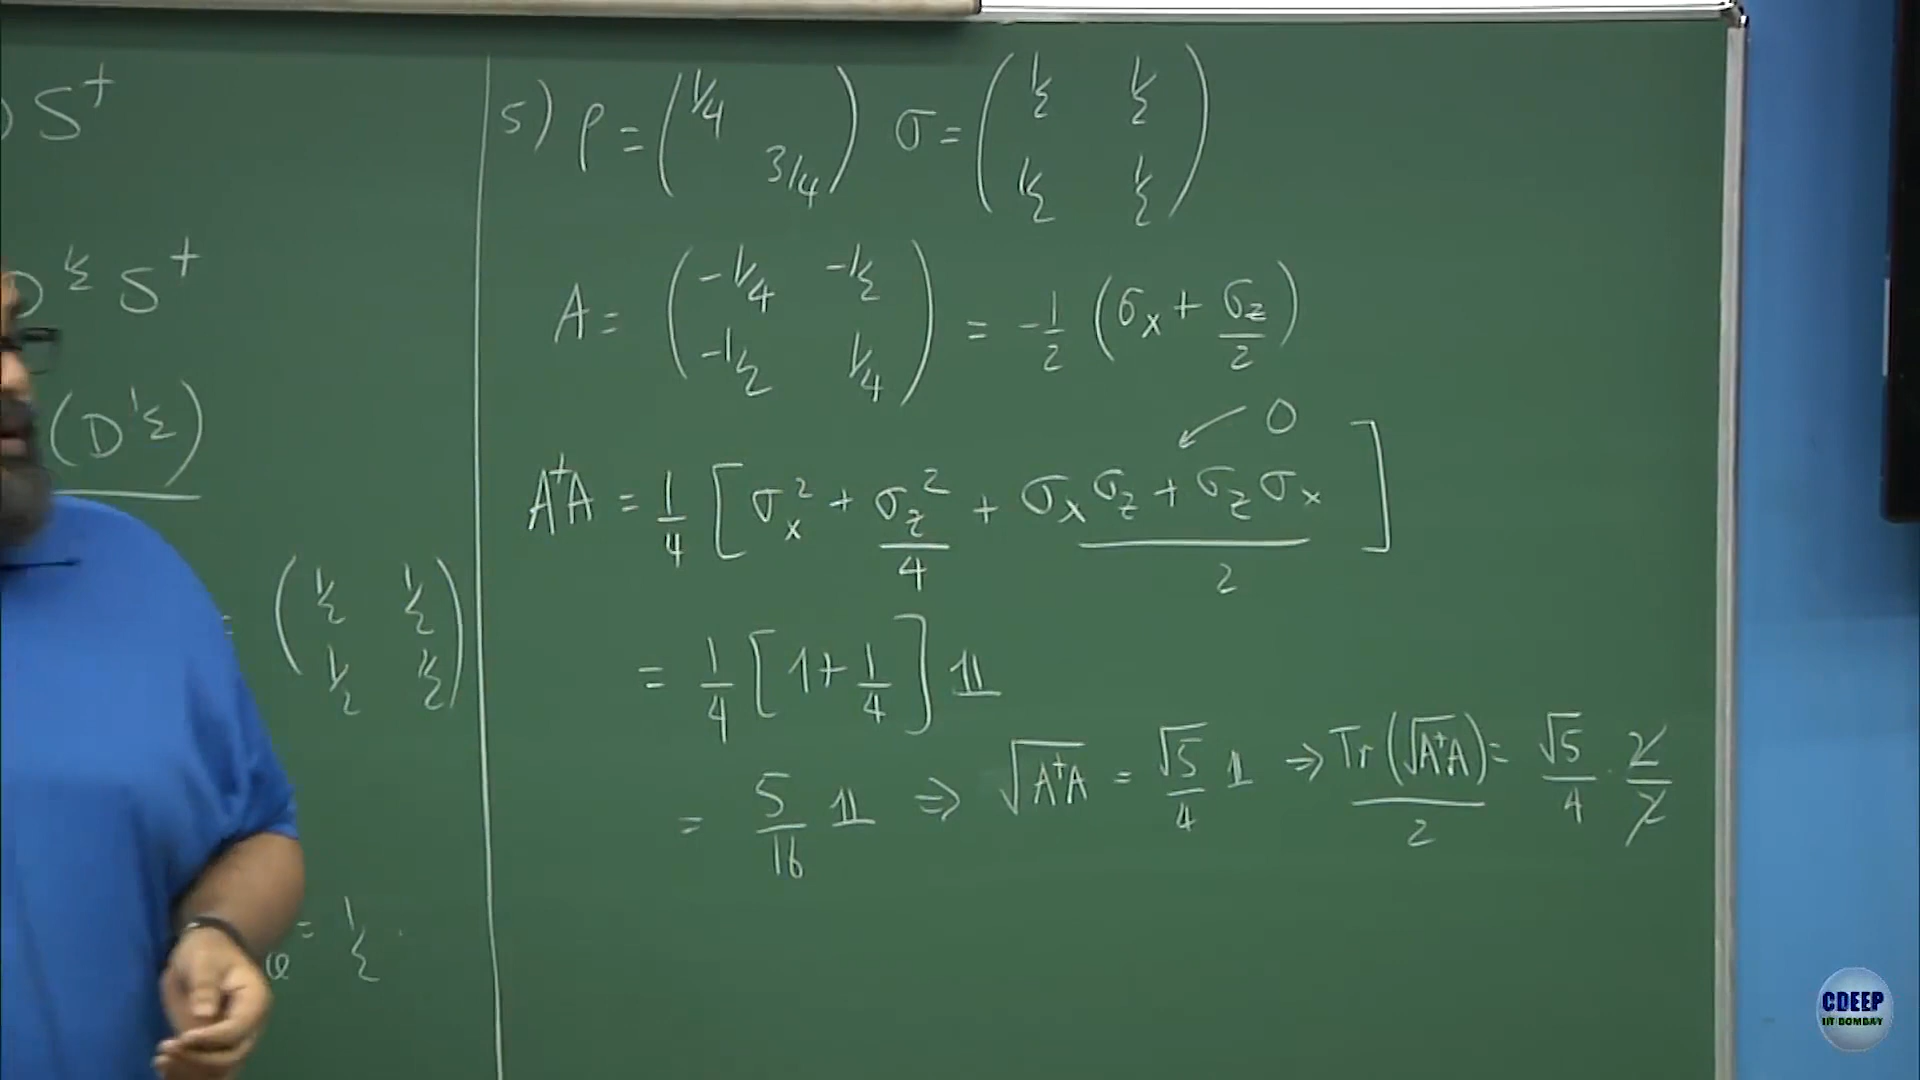 S†
D^½ S†
(D^½)
= (½ ½
½ ½)
= ½
5) ρ = (1/4
3/4) σ = (½ ½
½ ½)
A = (-1/4 -1/2
-1/2 1/4) = -1/2 (σx + σz/2)
0
A†A = 1/4 [σx² + σz²/4 + (σxσz + σzσx)/2]
= 1/4 [1 + 1/4] 𝟙
= 5/16 𝟙 ⇒ √A†A = √5/4 𝟙 ⇒ Tr(√A†A)/2 = √5/4 · 2/2
CDEEP
IIT BOMBAY